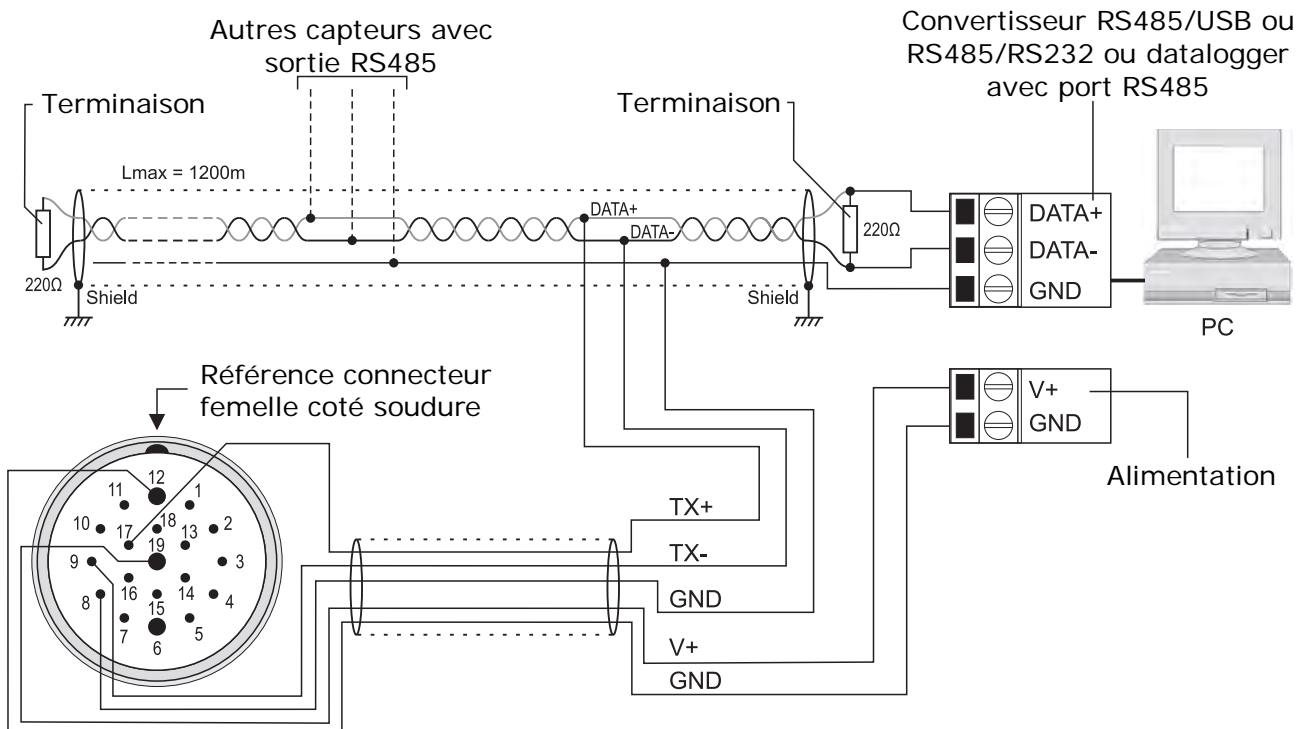 Autres capteurs avec
sortie RS485
Convertisseur RS485/USB ou
RS485/RS232 ou datalogger
avec port RS485
Terminaison
Terminaison
Lmax = 1200m
DATA+
DATA-
220Ω
220Ω
Shield
Shield
DATA+
DATA-
GND
PC
Référence connecteur
femelle coté soudure
V+
GND
Alimentation
12
11
1
10
17
18
13
2
9
19
3
8
16
15
14
4
7
6
5
TX+
TX-
GND
V+
GND